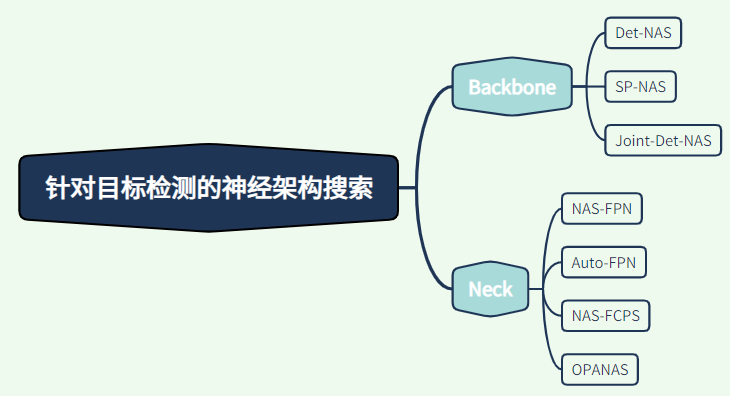 针对目标检测的神经架构搜索
Backbone
Det-NAS
SP-NAS
Joint-Det-NAS
Neck
NAS-FPN
Auto-FPN
NAS-FCPS
OPANAS